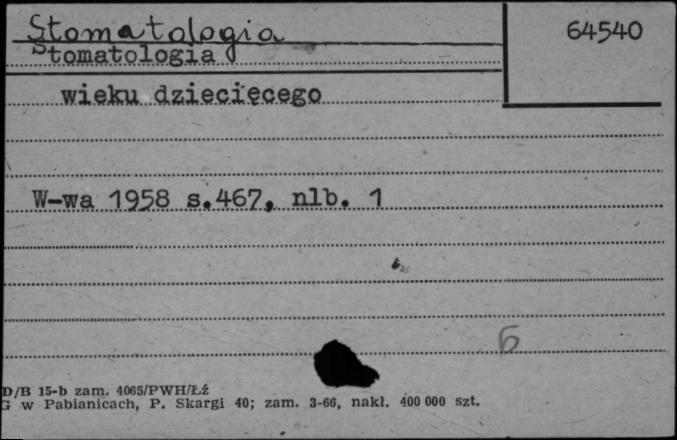 Stomatologia
64540
Stomatologia
wieku dziecięcego
W-wa 1958 s.467, nlb. 1
6
D/B 15-b zam. 4065/PWH/Łź
G w Pabianicach, P. Skargi 40; zam. 3-66, nakł. 400 000 szt.